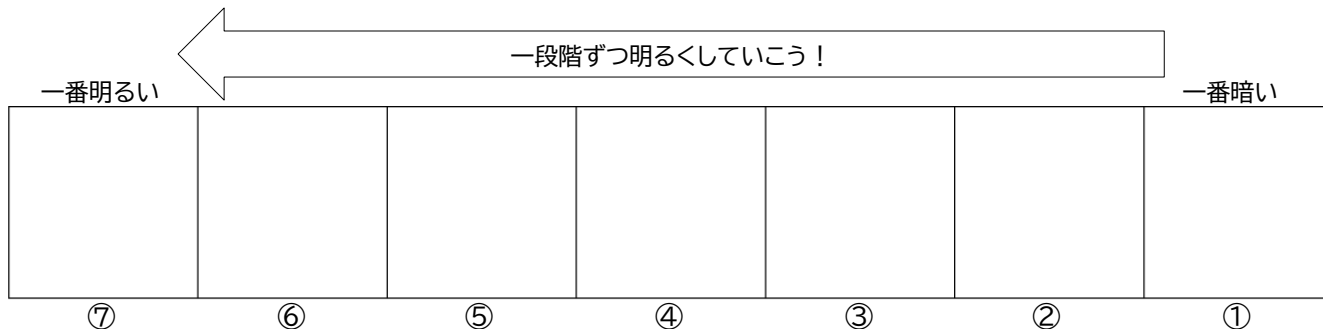 一段階ずつ明るくしていこう！
一番明るい 一番暗い
⑦ ⑥ ⑤ ④ ③ ② ①